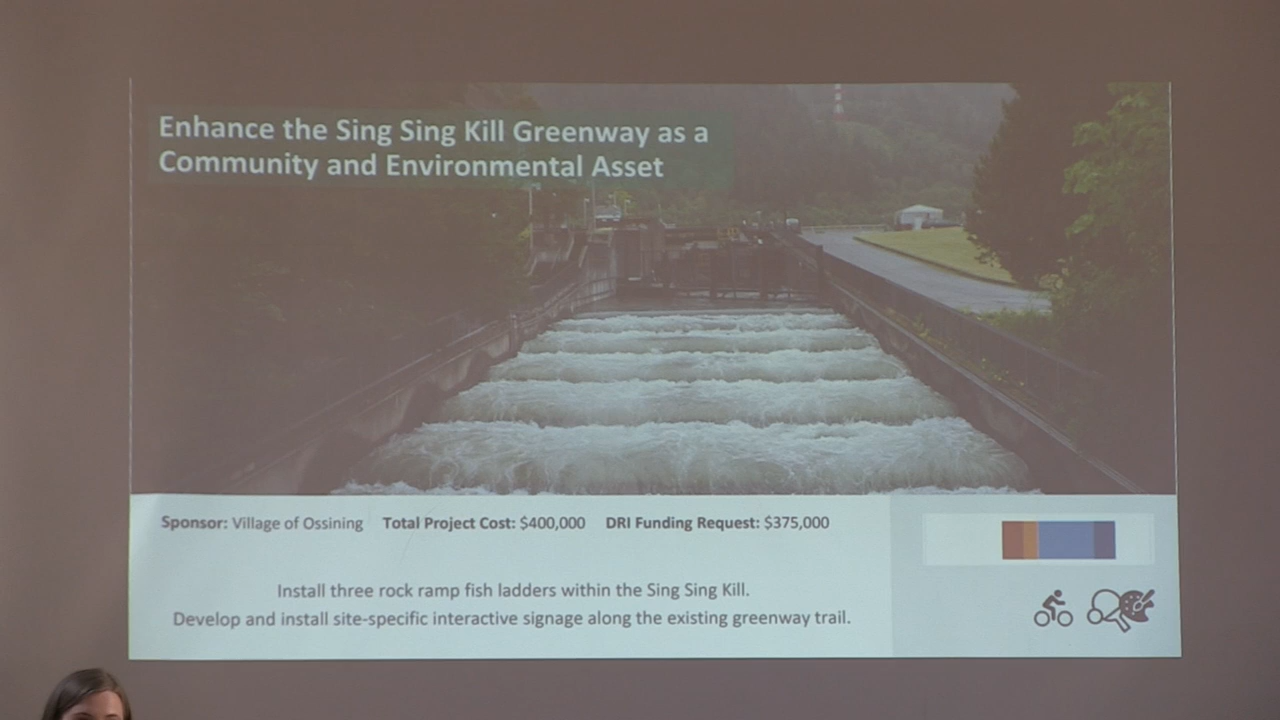 Enhance the Sing Sing Kill Greenway as a
Community and Environmental Asset
Sponsor: Village of Ossining Total Project Cost: $400,000 DRI Funding Request: $375,000
Install three rock ramp fish ladders within the Sing Sing Kill.
Develop and install site-specific interactive signage along the existing greenway trail.